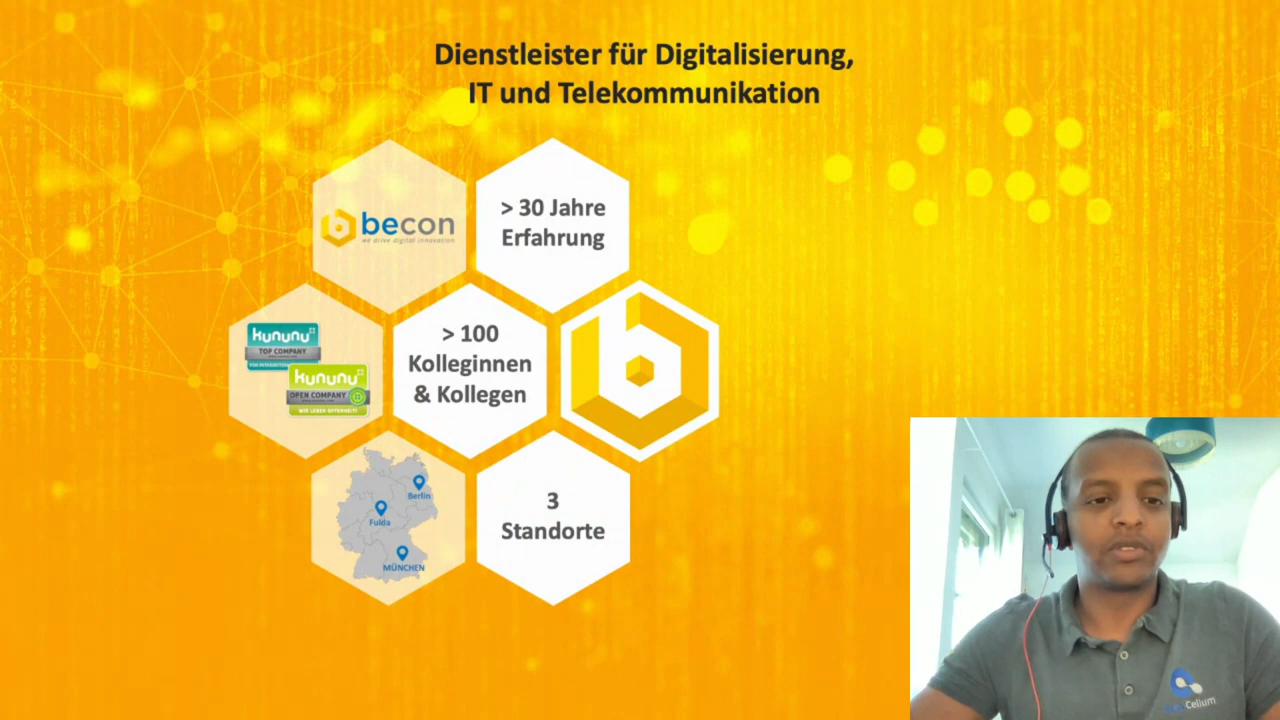 Dienstleister für Digitalisierung,
IT und Telekommunikation
becon
we drive digital innovation
> 30 Jahre
Erfahrung
kununu
TOP COMPANY
kununu
OPEN COMPANY
WIR LEBEN OFFENHEIT!
> 100
Kolleginnen
& Kollegen
Berlin
Fulda
MÜNCHEN
3
Standorte
Celium